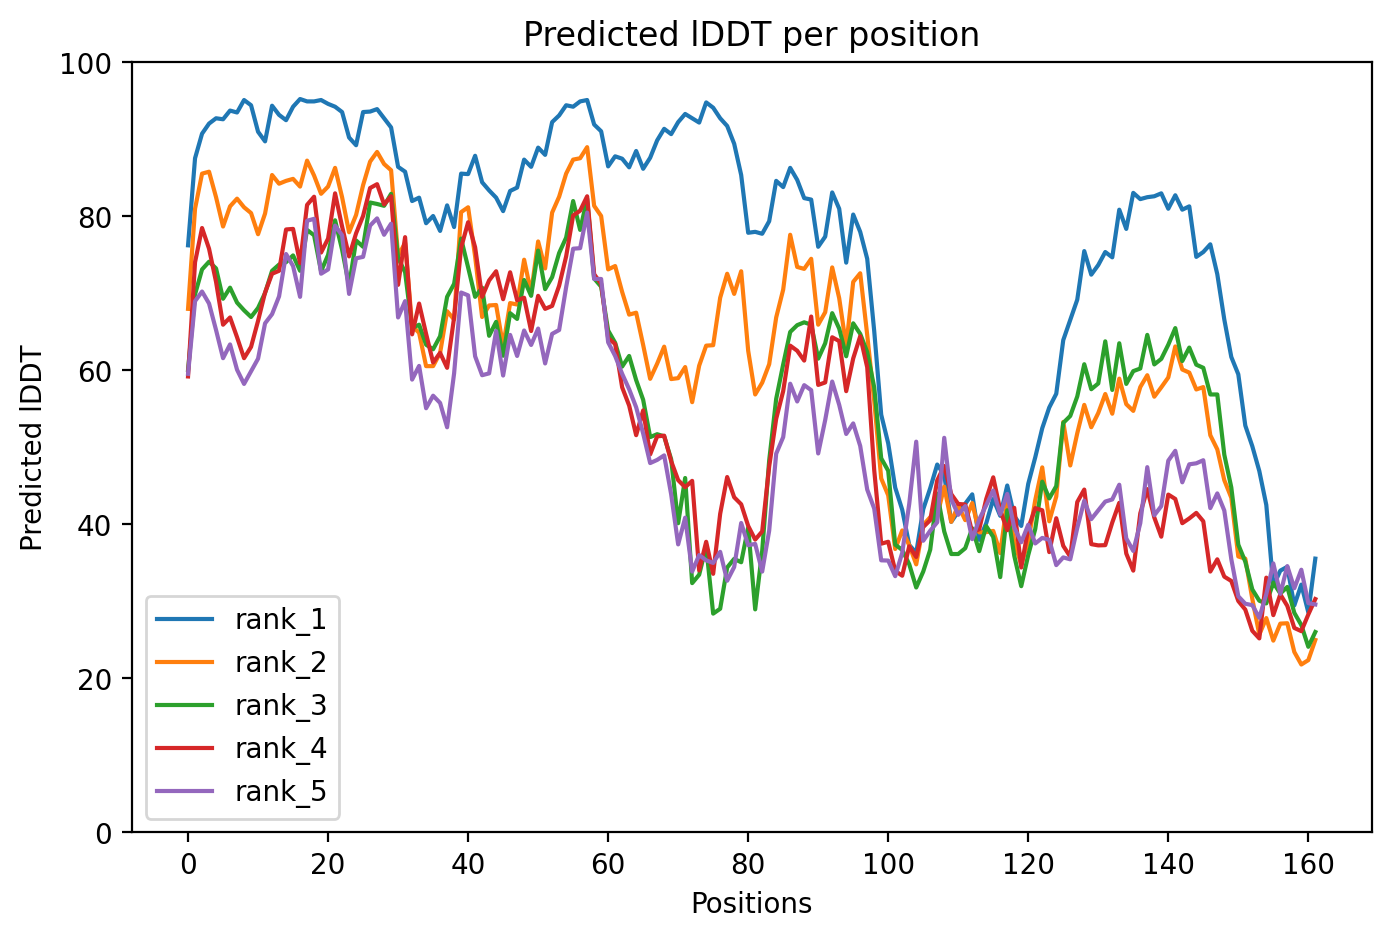 Predicted lDDT per position
Predicted lDDT
100
80
60
40
20
0
rank_1
rank_2
rank_3
rank_4
rank_5
0 20 40 60 80 100 120 140 160
Positions